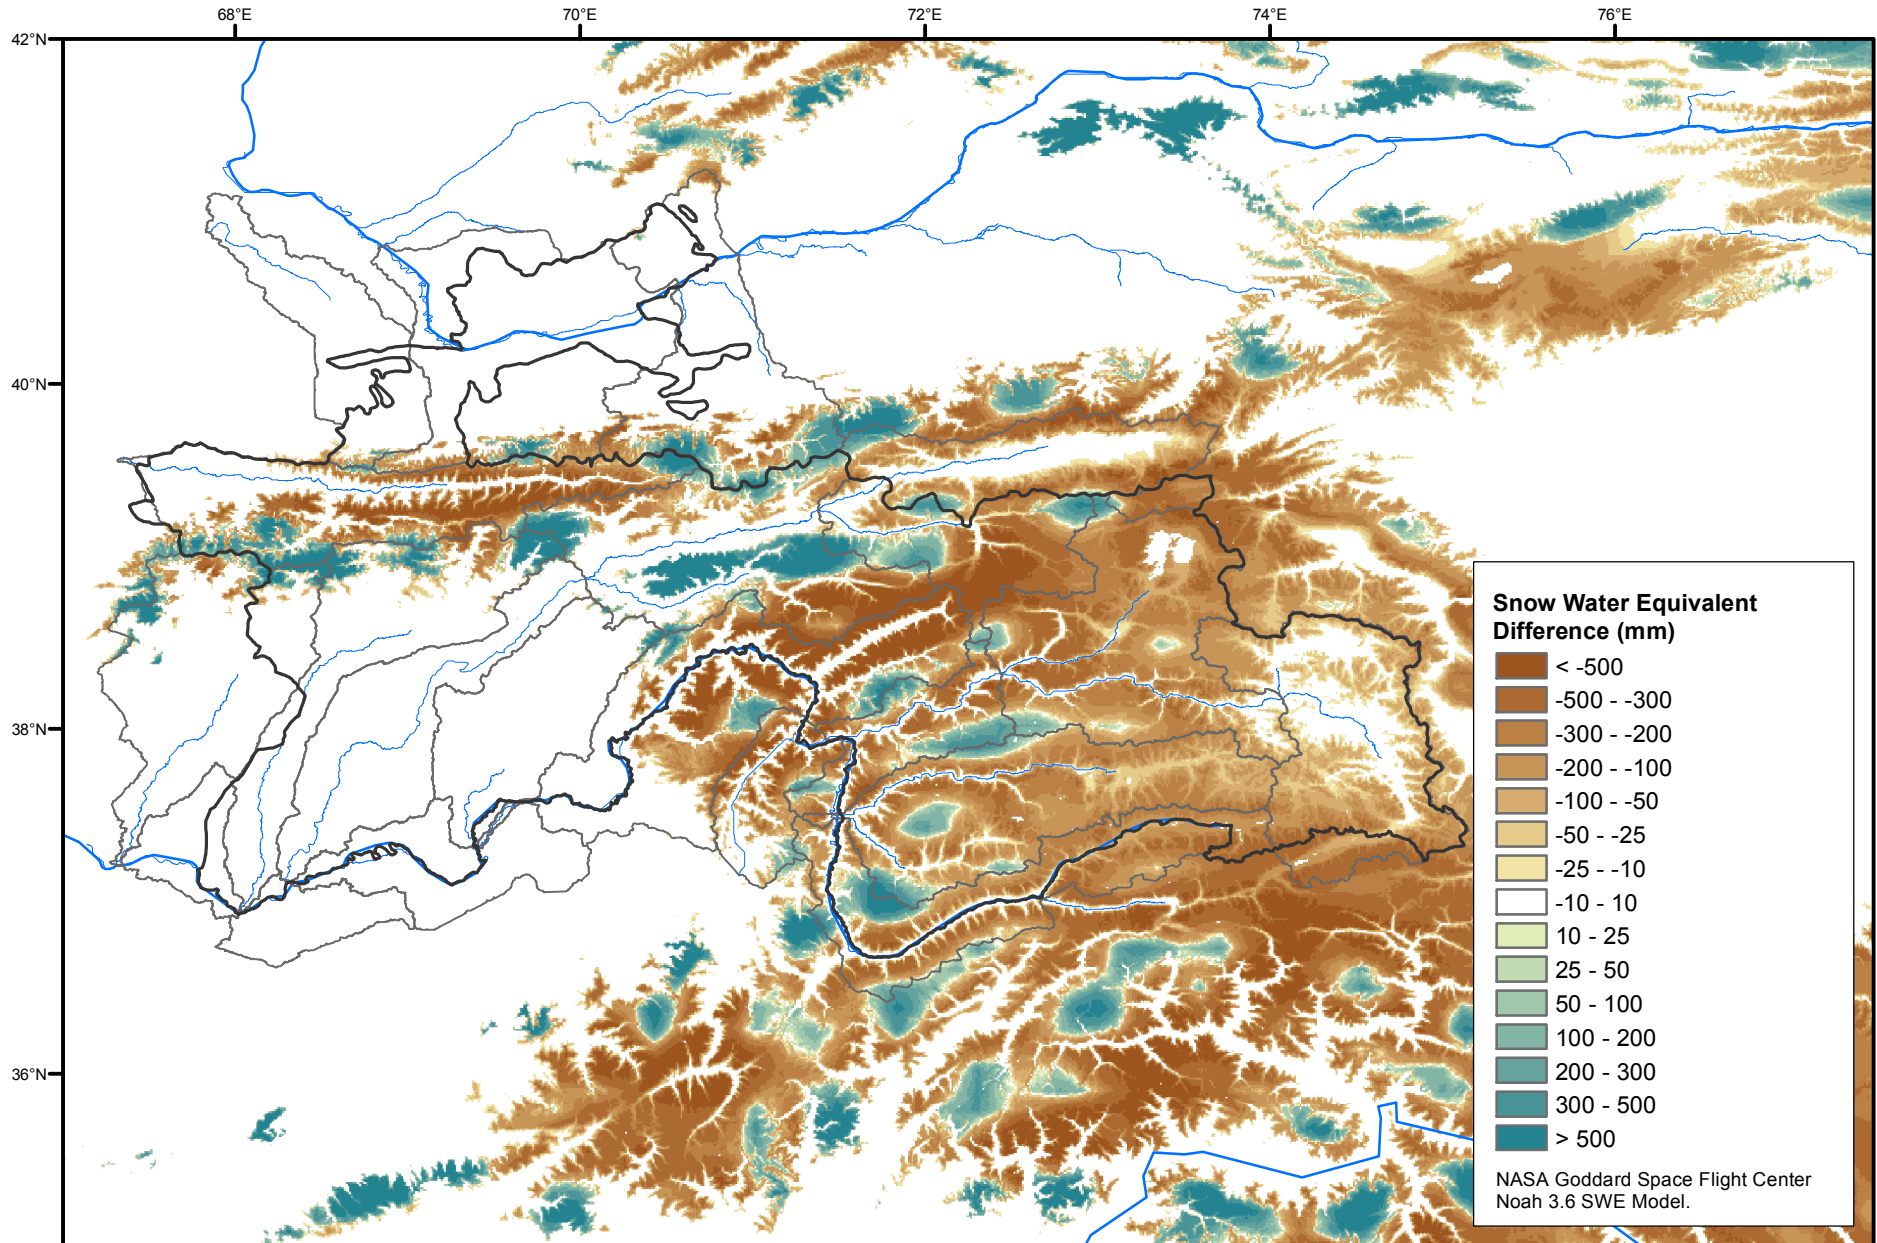 68°E
70°E
72°E
74°E
76°E
42°N
40°N
38°N
36°N
Snow Water Equivalent
Difference (mm)
< -500
-500 - -300
-300 - -200
-200 - -100
-100 - -50
-50 - -25
-25 - -10
-10 - 10
10 - 25
25 - 50
50 - 100
100 - 200
200 - 300
300 - 500
> 500
NASA Goddard Space Flight Center
Noah 3.6 SWE Model.